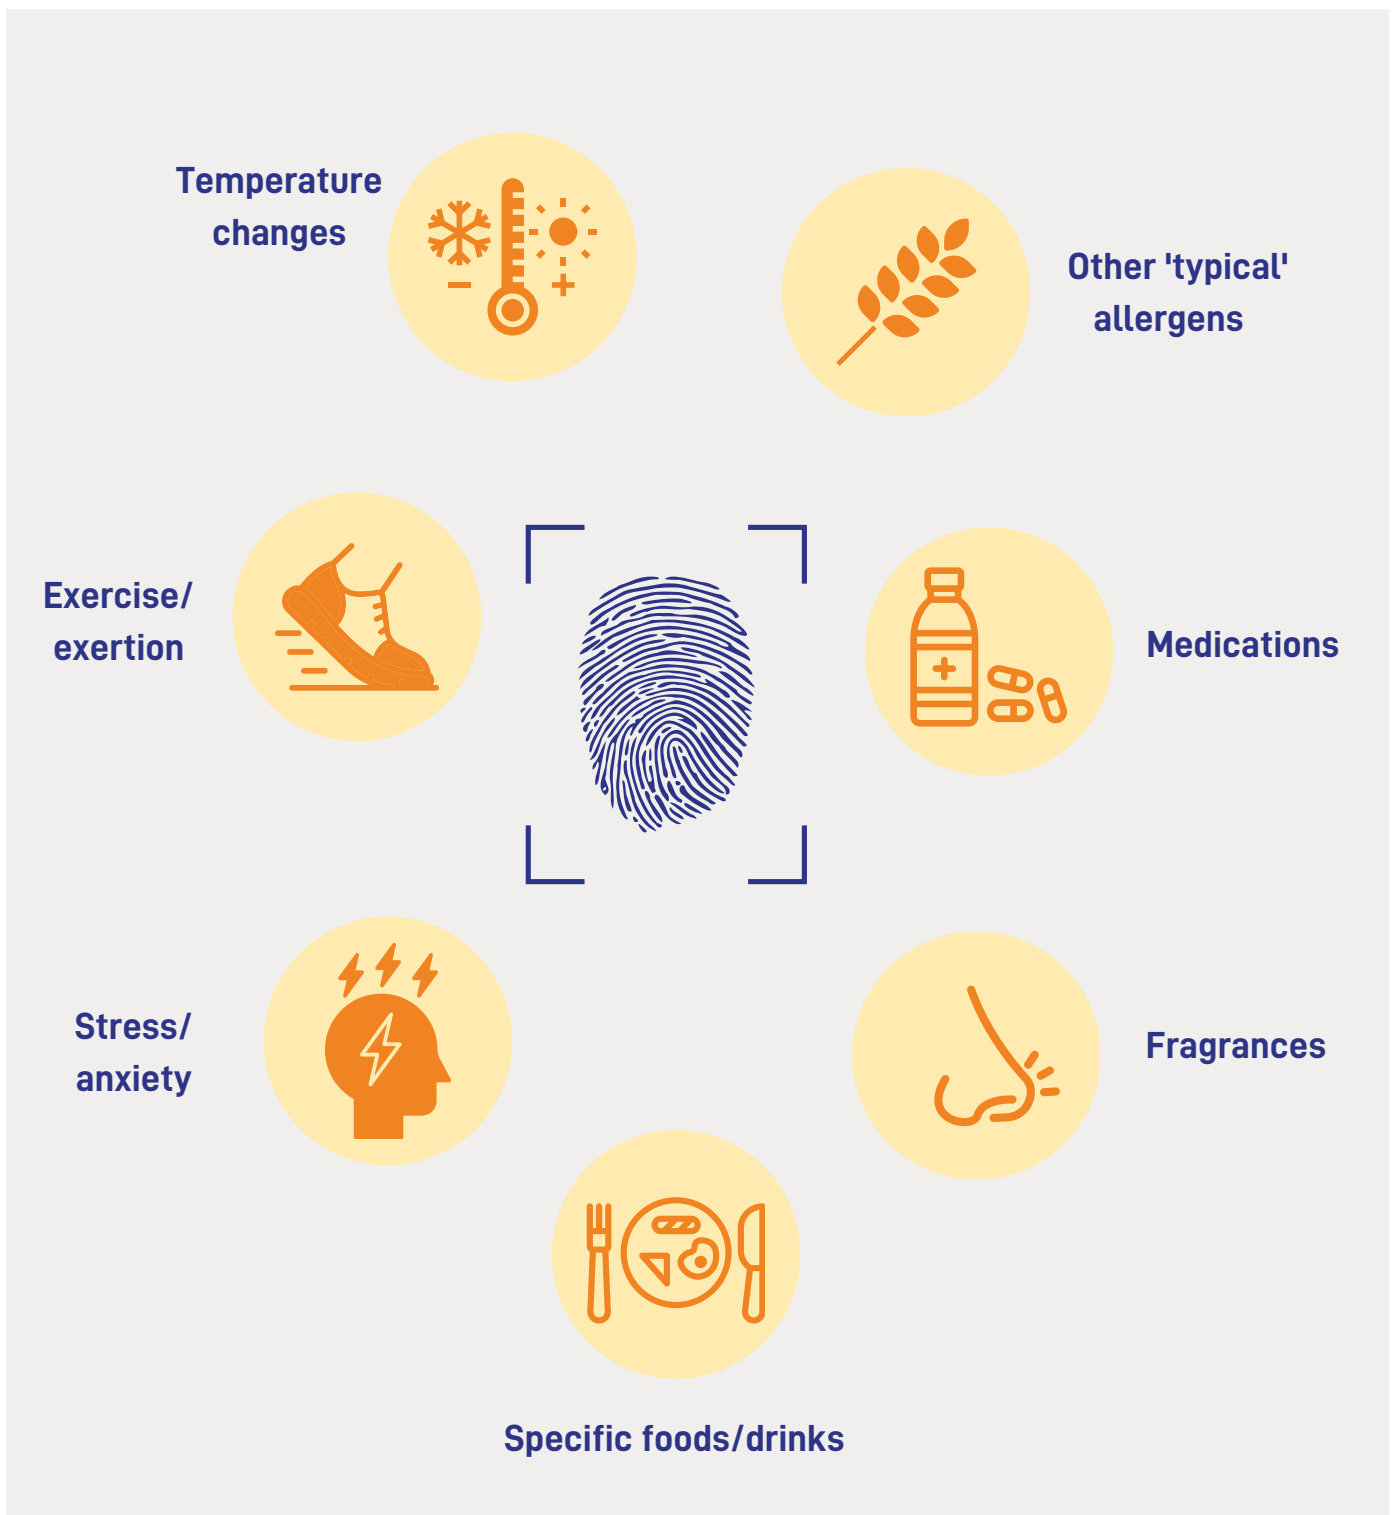 Temperature
changes
Other 'typical'
allergens
Exercise/
exertion
Medications
Stress/
anxiety
Fragrances
Specific foods/drinks